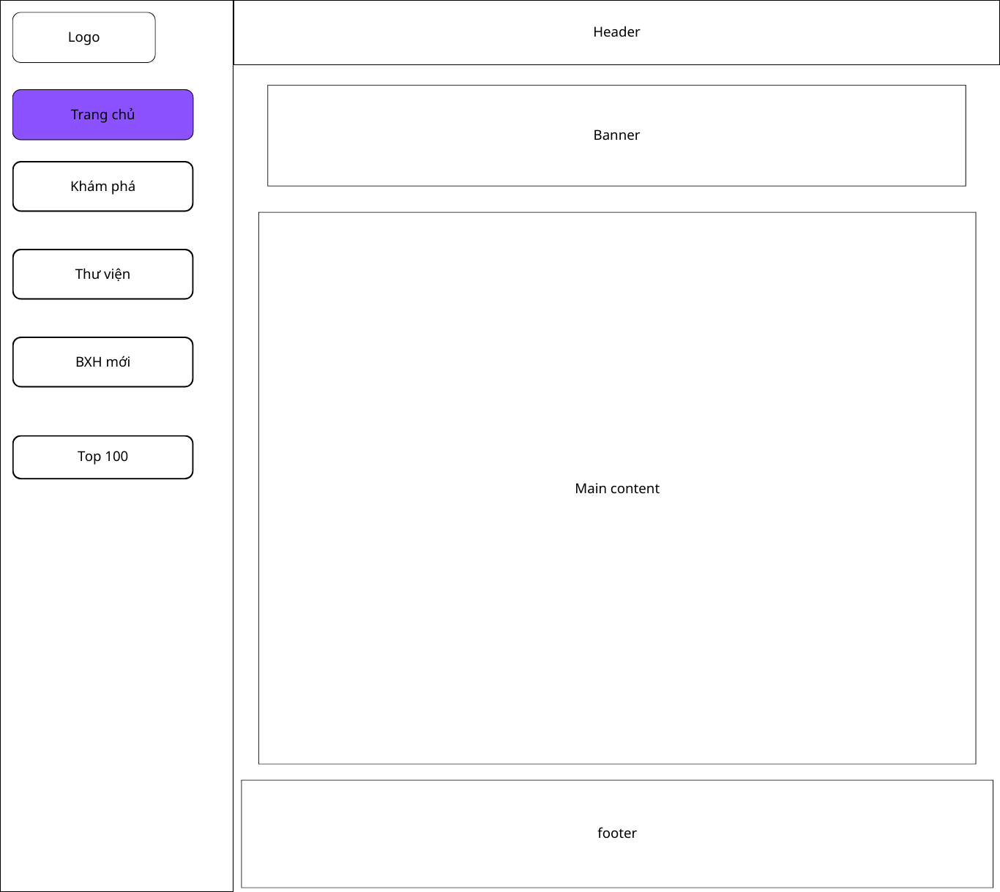 Logo
Trang chủ
Khám phá
Thư viện
BXH mới
Top 100
Header
Banner
Main content
footer